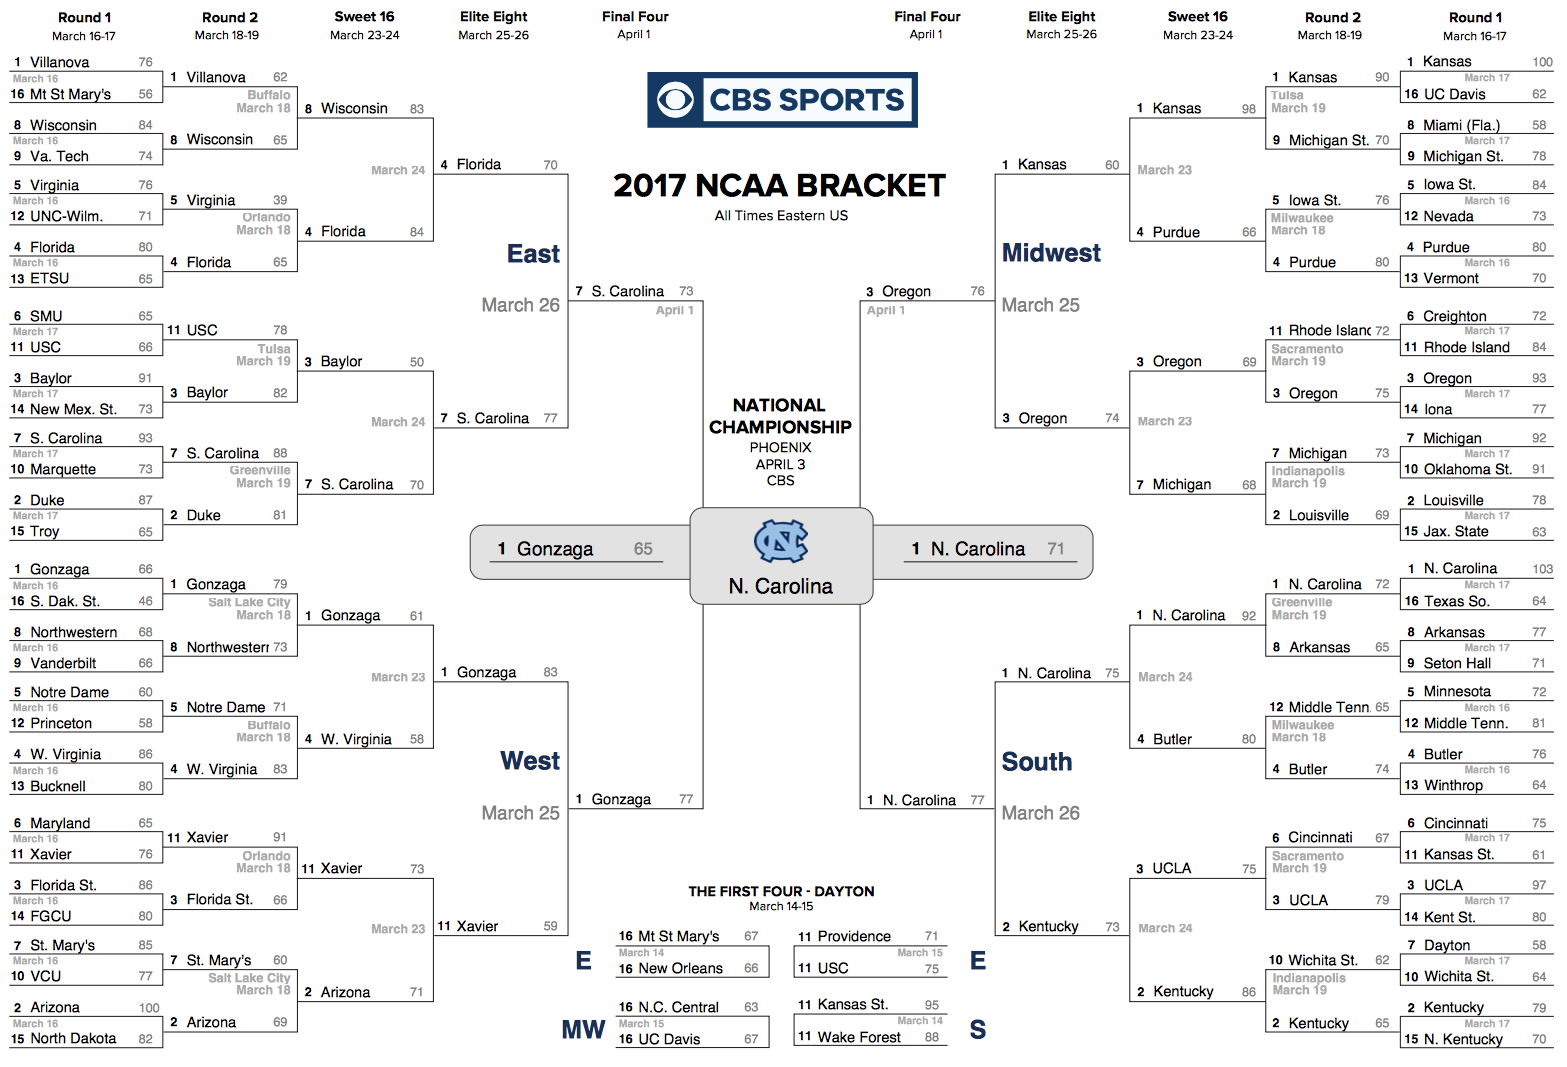 Round 1
March 16-17
Round 2
March 18-19
Sweet 16
March 23-24
Elite Eight
March 25-26
Final Four
April 1
Final Four
April 1
Elite Eight
March 25-26
Sweet 16
March 23-24
Round 2
March 18-19
Round 1
March 16-17
CBS SPORTS
2017 NCAA BRACKET
All Times Eastern US
1 Villanova 76
March 16
16 Mt St Mary's 56
8 Wisconsin 84
March 16
9 Va. Tech 74
5 Virginia 76
March 16
12 UNC-Wilm. 71
4 Florida 80
March 16
13 ETSU 65
6 SMU 65
March 17
11 USC 66
3 Baylor 91
March 17
14 New Mex. St. 73
7 S. Carolina 93
March 17
10 Marquette 73
2 Duke 87
March 17
15 Troy 65
1 Villanova 62
Buffalo
March 18
8 Wisconsin 65
5 Virginia 39
Orlando
March 18
4 Florida 65
11 USC 78
Tulsa
March 19
3 Baylor 82
7 S. Carolina 88
Greenville
March 19
2 Duke 81
8 Wisconsin 83
March 24
4 Florida 84
3 Baylor 50
March 24
7 S. Carolina 70
4 Florida 70
East
March 26
7 S. Carolina 77
7 S. Carolina 73
April 1
1 Gonzaga 66
March 16
16 S. Dak. St. 46
8 Northwestern 68
March 16
9 Vanderbilt 66
5 Notre Dame 60
March 16
12 Princeton 58
4 W. Virginia 86
March 16
13 Bucknell 80
6 Maryland 65
March 16
11 Xavier 76
3 Florida St. 86
March 16
14 FGCU 80
7 St. Mary's 85
March 16
10 VCU 77
2 Arizona 100
March 16
15 North Dakota 82
1 Gonzaga 79
Salt Lake City
March 18
8 Northwestern 73
5 Notre Dame 71
Buffalo
March 18
4 W. Virginia 83
11 Xavier 91
Orlando
March 18
3 Florida St. 66
7 St. Mary's 60
Salt Lake City
March 18
2 Arizona 69
1 Gonzaga 61
March 23
4 W. Virginia 58
11 Xavier 73
March 23
2 Arizona 71
1 Gonzaga 83
West
March 25
11 Xavier 59
1 Gonzaga 77
NATIONAL
CHAMPIONSHIP
PHOENIX
APRIL 3
CBS
1 Gonzaga 65
NC
N. Carolina
1 N. Carolina 71
3 Oregon 76
April 1
1 Kansas 60
Midwest
March 25
3 Oregon 74
1 Kansas 98
March 23
4 Purdue 66
3 Oregon 69
March 23
7 Michigan 68
1 Kansas 90
Tulsa
March 19
9 Michigan St. 70
5 Iowa St. 76
Milwaukee
March 18
4 Purdue 80
11 Rhode Island 72
Sacramento
March 19
3 Oregon 75
7 Michigan 73
Indianapolis
March 19
2 Louisville 69
1 Kansas 100
March 17
16 UC Davis 62
8 Miami (Fla.) 58
March 17
9 Michigan St. 78
5 Iowa St. 84
March 16
12 Nevada 73
4 Purdue 80
March 16
13 Vermont 70
6 Creighton 72
March 17
11 Rhode Island 84
3 Oregon 93
March 17
14 Iona 77
7 Michigan 92
March 17
10 Oklahoma St. 91
2 Louisville 78
March 17
15 Jax. State 63
1 N. Carolina 77
1 N. Carolina 75
South
March 26
2 Kentucky 73
1 N. Carolina 92
March 24
4 Butler 80
3 UCLA 75
March 24
2 Kentucky 86
1 N. Carolina 72
Greenville
March 19
8 Arkansas 65
12 Middle Tenn. 65
Milwaukee
March 18
4 Butler 74
6 Cincinnati 67
Sacramento
March 19
3 UCLA 79
10 Wichita St. 62
Indianapolis
March 19
2 Kentucky 65
1 N. Carolina 103
March 17
16 Texas So. 64
8 Arkansas 77
March 17
9 Seton Hall 71
5 Minnesota 72
March 16
12 Middle Tenn. 81
4 Butler 76
March 16
13 Winthrop 64
6 Cincinnati 75
March 17
11 Kansas St. 61
3 UCLA 97
March 17
14 Kent St. 80
7 Dayton 58
March 17
10 Wichita St. 64
2 Kentucky 79
March 17
15 N. Kentucky 70
THE FIRST FOUR - DAYTON
March 14-15
E
16 Mt St Mary's 67
March 14
16 New Orleans 66
11 Providence 71
March 15
11 USC 75
E
MW
16 N.C. Central 63
March 15
16 UC Davis 67
11 Kansas St. 95
March 14
11 Wake Forest 88
S